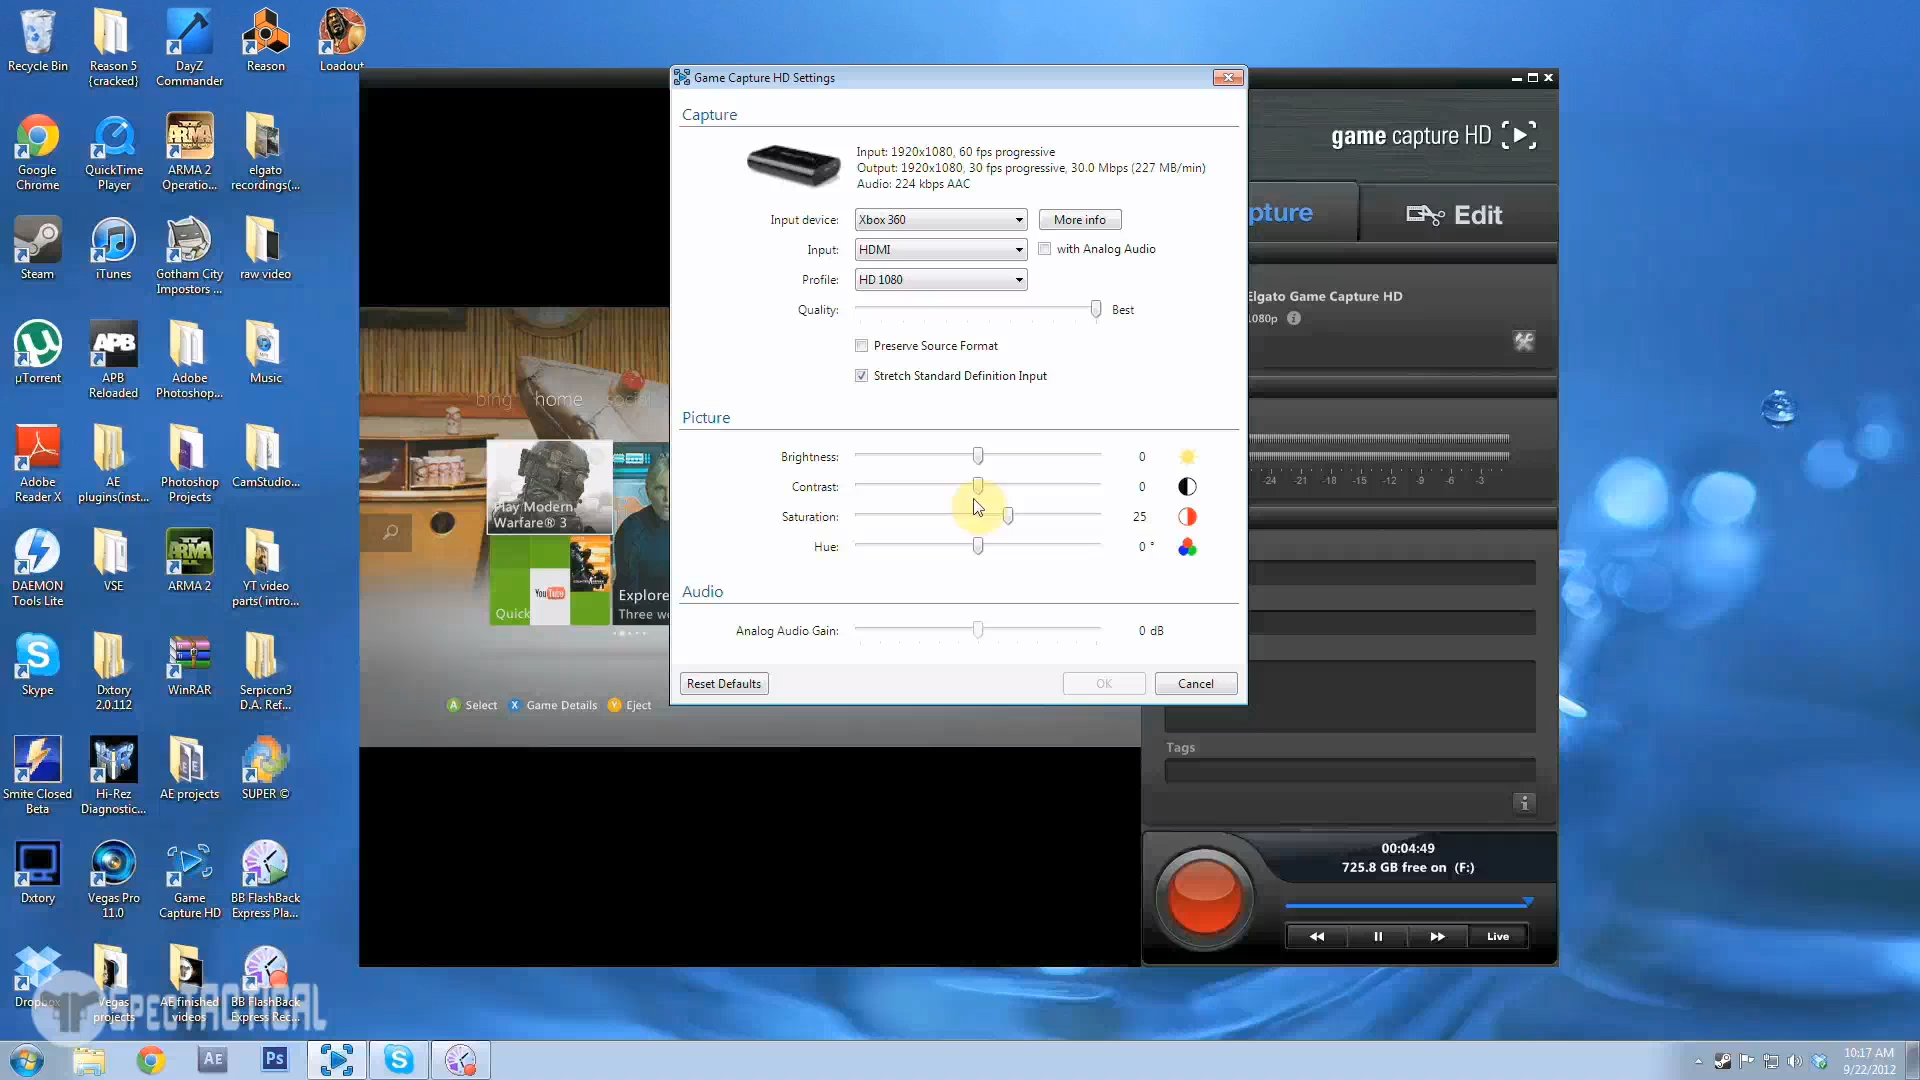 Recycle Bin
Reason 5
{cracked}
DayZ
Commander
Reason
Loadout
Google
Chrome
QuickTime
Player
ARMA 2
Operatio...
elgato
recordings(...
Steam
iTunes
Gotham City
Impostors ...
raw video
µTorrent
APB
APB
Reloaded
Adobe
Photoshop...
Music
Adobe
Reader X
AE
plugins(inst...
Photoshop
Projects
CamStudio...
DAEMON
Tools Lite
VSE
ARMA 2
YT video
parts( intro...
Skype
Dxtory
2.0.112
WinRAR
Serpicon3
D.A. Ref...
Smite Closed
Beta
Hi-Rez
Diagnostic...
AE projects
SUPER ©
Dxtory
Vegas Pro
11.0
Game
Capture HD
BB FlashBack
Express Pla...
Dropbox
Vegas
projects
AE finished
videos
BB FlashBack
Express Rec...
SPECTACTICAL
Game Capture HD Settings
Capture
Input: 1920x1080, 60 fps progressive
Output: 1920x1080, 30 fps progressive, 30.0 Mbps (227 MB/min)
Audio: 224 kbps AAC
Input device: Xbox 360 More info
Input: HDMI with Analog Audio
Profile: HD 1080
Quality: Best
Preserve Source Format
Stretch Standard Definition Input
Picture
Brightness: 0
Contrast: 0
Saturation: 25
Hue: 0 °
Audio
Analog Audio Gain: 0 dB
Reset Defaults OK Cancel
bing home social
Play Modern
Warfare® 3
YouTube
Quick
Explore
Three we
A Select X Game Details Y Eject
game capture HD
pture Edit
Elgato Game Capture HD
1080p
-24 -21 -18 -15 -12 -9 -6 -3
Tags
00:04:49
725.8 GB free on (F:)
Live
Ae
Ps
10:17 AM
9/22/2012